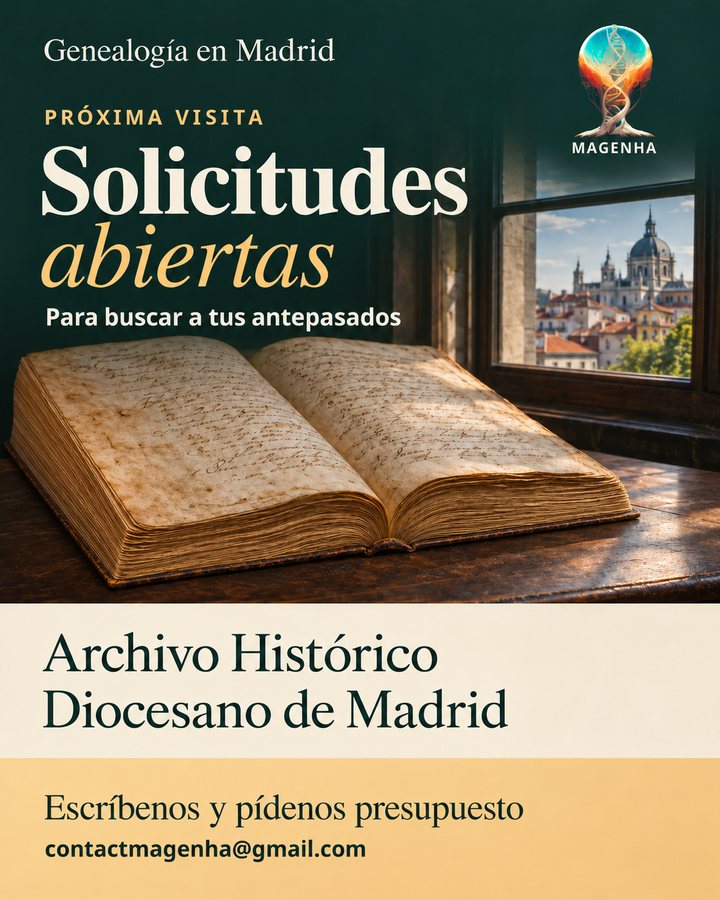 Genealogía en Madrid
MAGENHA
PRÓXIMA VISITA
Solicitudes
abiertas
Para buscar a tus antepasados
Archivo Histórico
Diocesano de Madrid
Escríbenos y pídenos presupuesto
contactmagenha@gmail.com